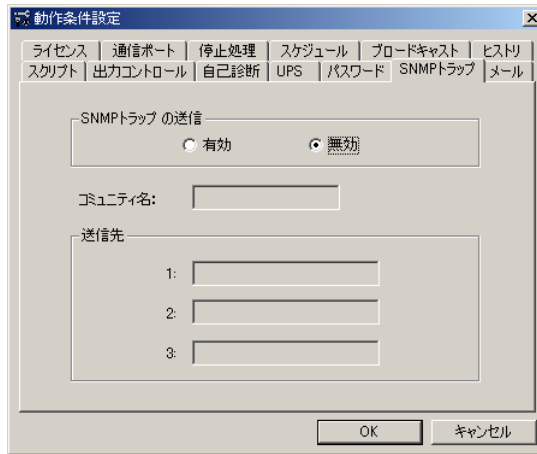 動作条件設定
ライセンス 通信ポート 停止処理 スケジュール ブロードキャスト ヒストリ
スクリプト 出力コントロール 自己診断 UPS パスワード SNMPトラップ メール
SNMPトラップ の送信
有効 無効
コミュニティ名:
送信先
1:
2:
3:
OK キャンセル